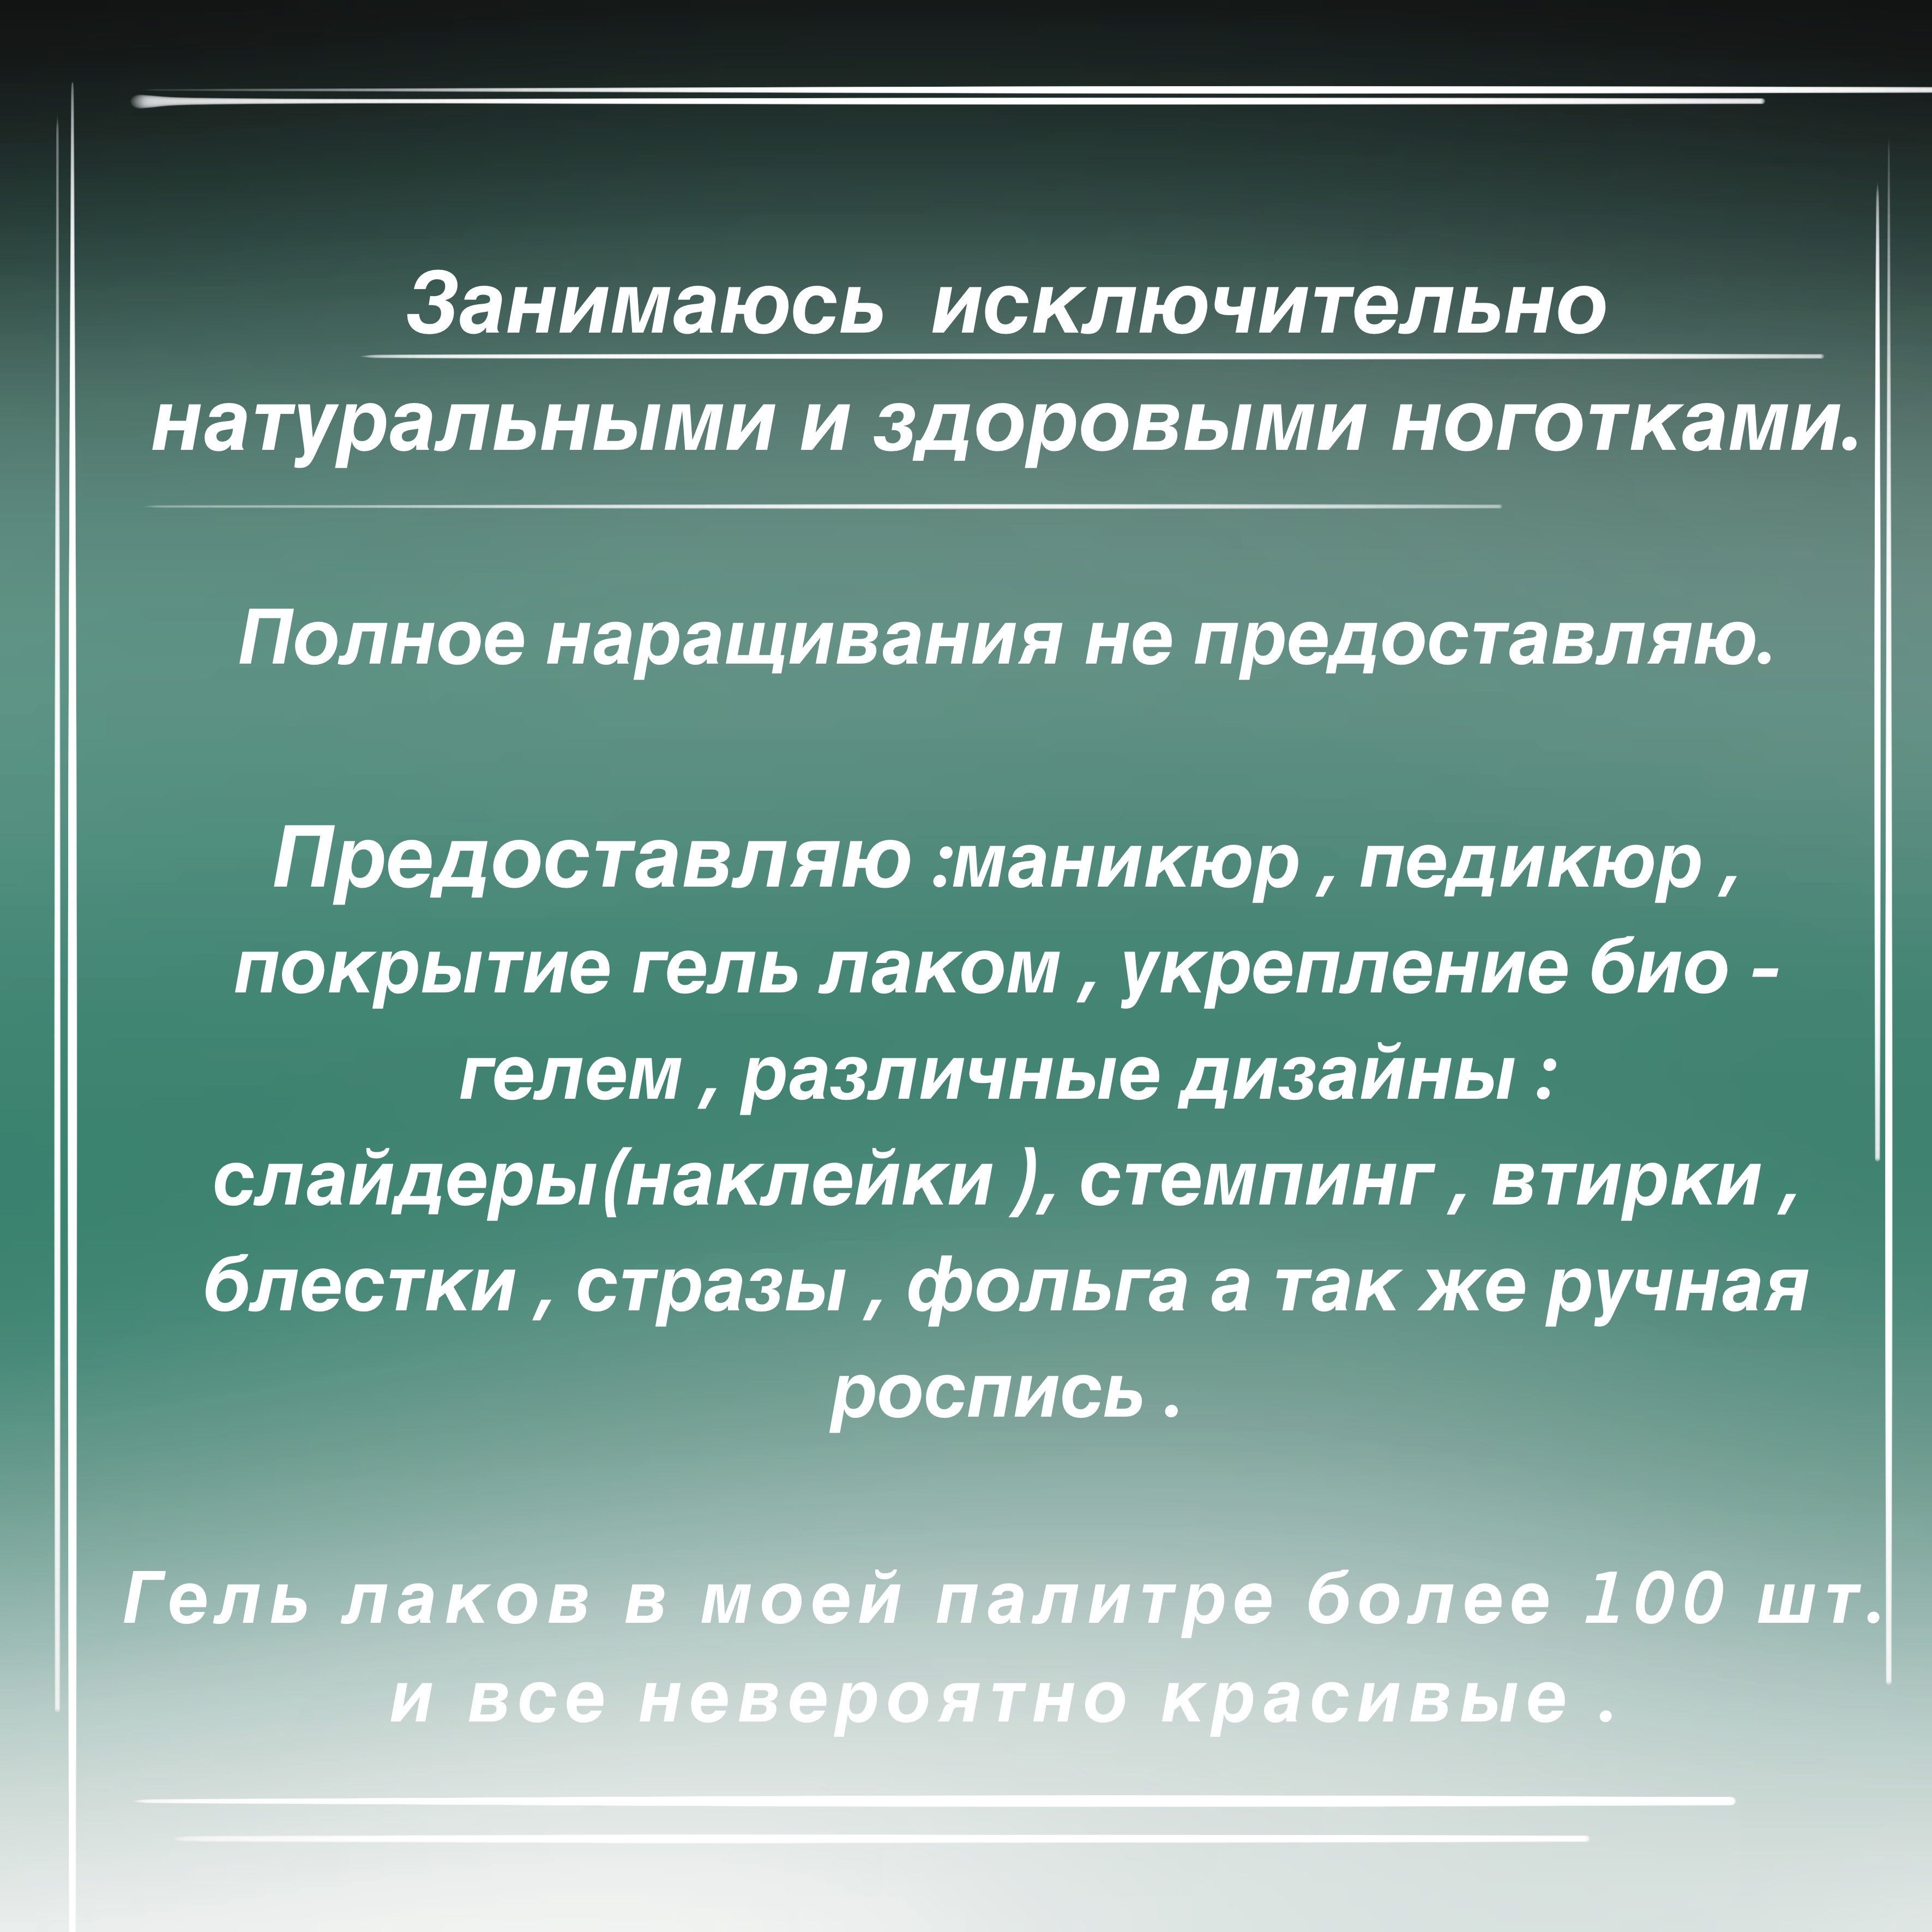 Занимаюсь исключительно
натуральными и здоровыми ноготками.
Полное наращивания не предоставляю.
Предоставляю :маникюр , педикюр ,
покрытие гель лаком , укрепление био -
гелем , различные дизайны :
слайдеры(наклейки ), стемпинг , втирки ,
блестки , стразы , фольга а так же ручная
роспись .
Гель лаков в моей палитре более 100 шт.
и все невероятно красивые .